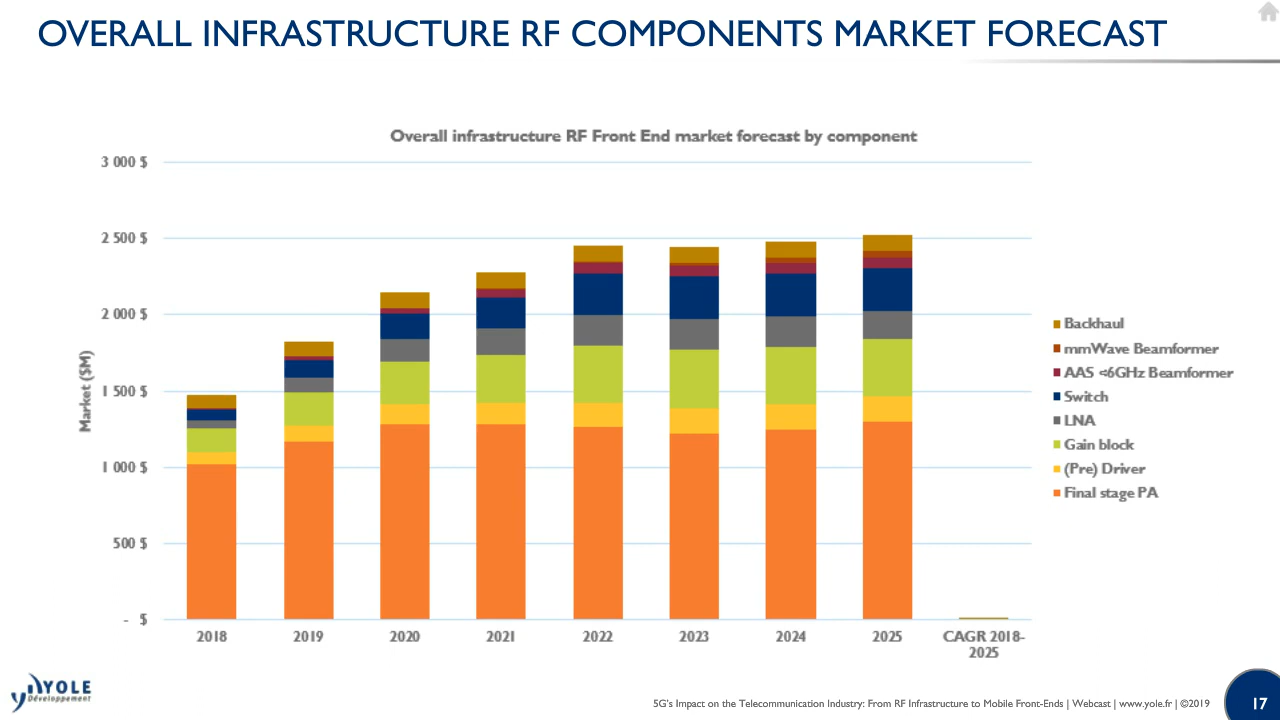 OVERALL INFRASTRUCTURE RF COMPONENTS MARKET FORECAST
Overall infrastructure RF Front End market forecast by component
3 000 $
2 500 $
2 000 $
1 500 $
1 000 $
500 $
- $
Market ($M)
2018
2019
2020
2021
2022
2023
2024
2025
CAGR 2018-
2025
Backhaul
mmWave Beamformer
AAS <6GHz Beamformer
Switch
LNA
Gain block
(Pre) Driver
Final stage PA
YOLE
Développement
5G's Impact on the Telecommunication Industry: From RF Infrastructure to Mobile Front-Ends | Webcast | www.yole.fr | ©2019
17